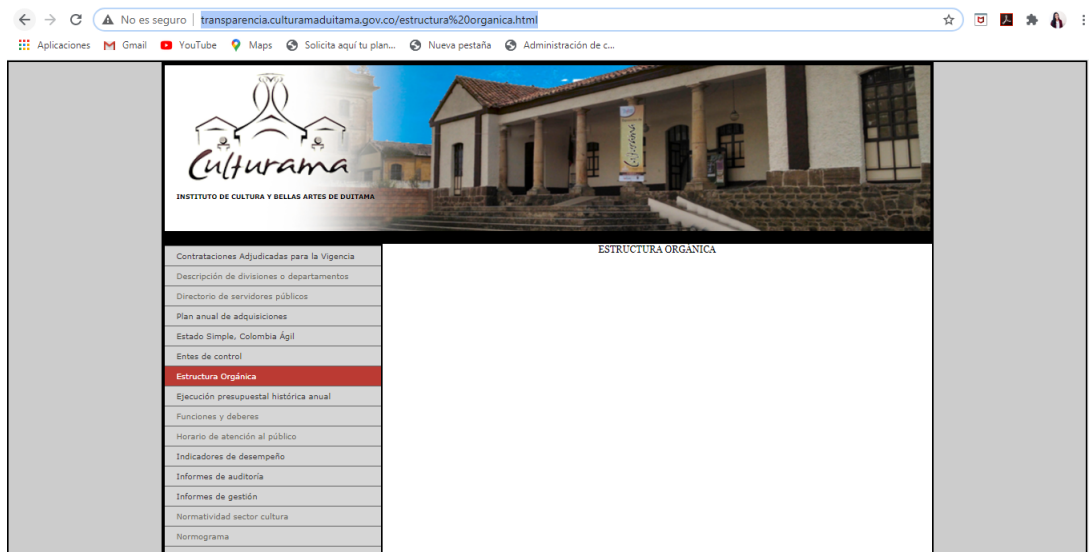 No es seguro | transparencia.culturamaduitama.gov.co/estructura%20organica.html
Aplicaciones Gmail YouTube Maps Solicita aquí tu plan... Nueva pestaña Administración de c...
Culturama
INSTITUTO DE CULTURA Y BELLAS ARTES DE DUITAMA
Culturama
ESTRUCTURA ORGÁNICA
Contrataciones Adjudicadas para la Vigencia
Descripción de divisiones o departamentos
Directorio de servidores públicos
Plan anual de adquisiciones
Estado Simple, Colombia Ágil
Entes de control
Estructura Orgánica
Ejecución presupuestal histórica anual
Funciones y deberes
Horario de atención al público
Indicadores de desempeño
Informes de auditoría
Informes de gestión
Normatividad sector cultura
Normograma